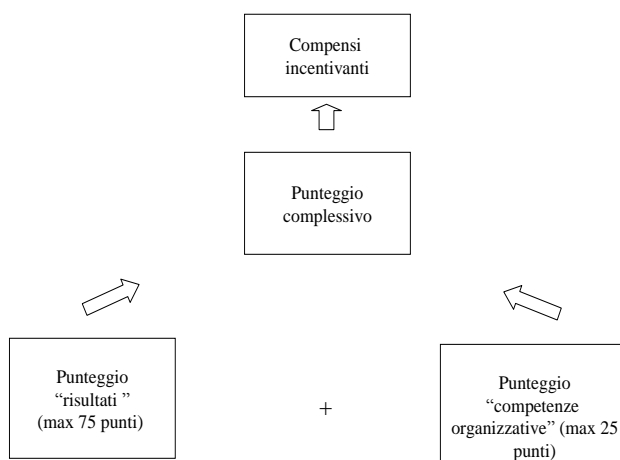 Compensi
incentivanti
Punteggio
complessivo
Punteggio
“risultati ”
(max 75 punti)
+
Punteggio
“competenze
organizzative” (max 25
punti)